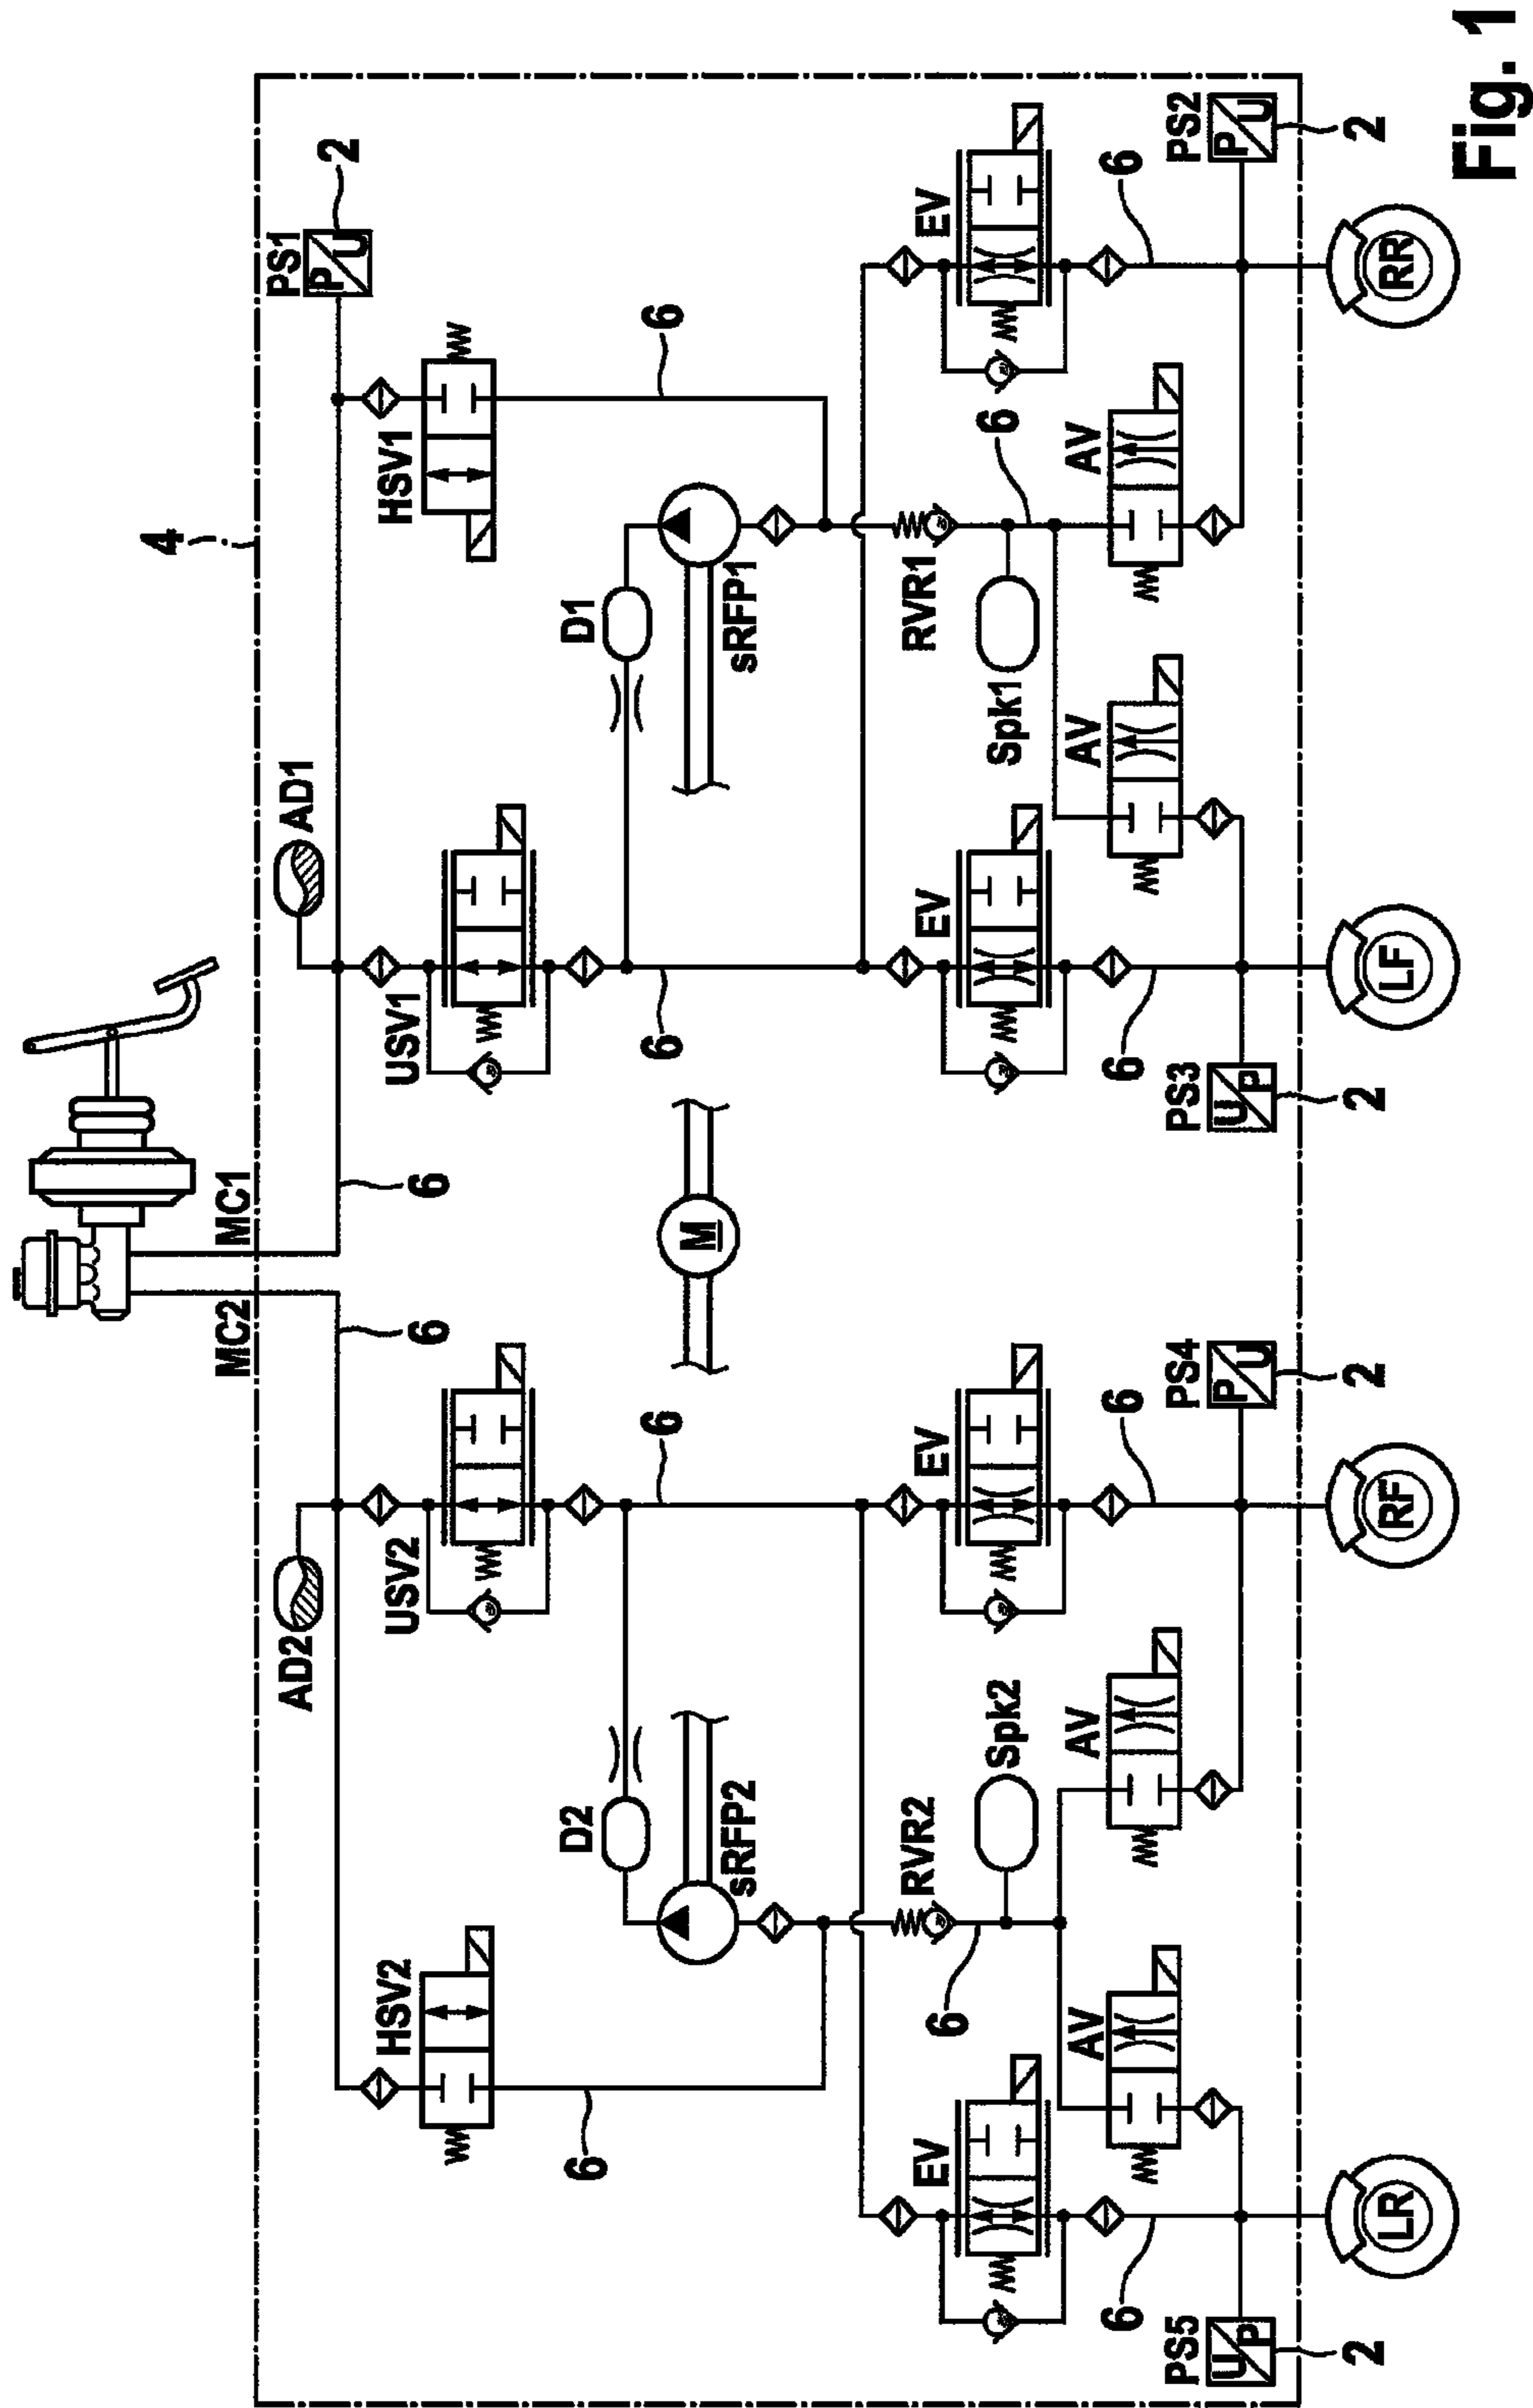 4
MC2
MC1
AD2
AD1
PS1
P
U
2
HSV2
USV2
USV1
HSV1
6
6
D2
D1
6
6
6
6
M
sRFP2
sRFP1
EV
RVR2
EV
EV
RVR1
EV
6
Spk2
Spk1
6
AV
AV
AV
AV
6
6
6
6
PS5
PS4
PS3
PS2
U
P
P
U
U
P
P
U
2
2
2
2
LR
RF
LF
RR
Fig. 1